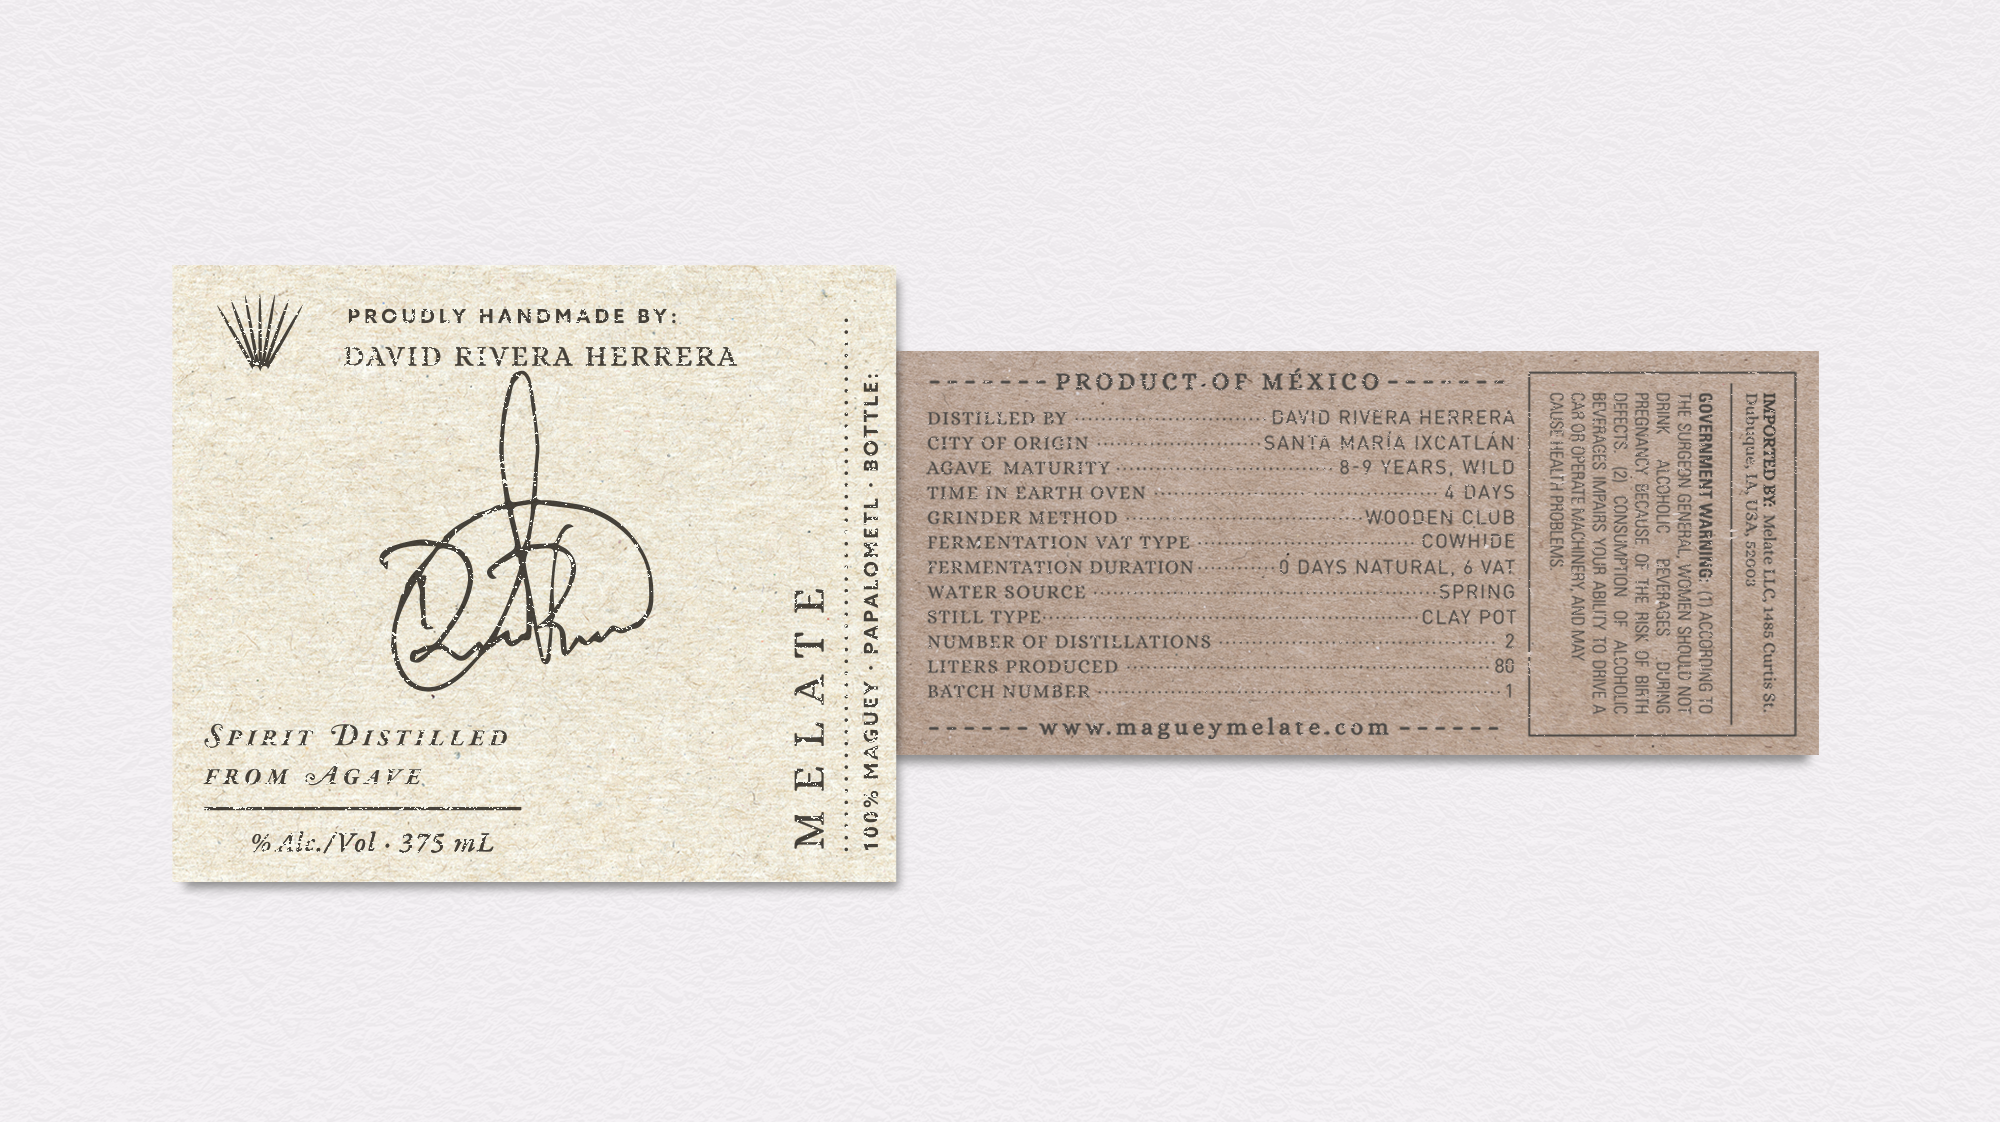 PROUDLY HANDMADE BY:
DAVID RIVERA HERRERA
SPIRIT DISTILLED
FROM AGAVE
% Alc./Vol · 375 mL
MELATE
100% MAGUEY · PAPALOMETL · BOTTLE:
PRODUCT OF MÉXICO
DISTILLED BY DAVID RIVERA HERRERA
CITY OF ORIGIN SANTA MARÍA IXCATLÁN
AGAVE MATURITY 8-9 YEARS, WILD
TIME IN EARTH OVEN 4 DAYS
GRINDER METHOD WOODEN CLUB
FERMENTATION VAT TYPE COWHIDE
FERMENTATION DURATION 0 DAYS NATURAL, 6 VAT
WATER SOURCE SPRING
STILL TYPE CLAY POT
NUMBER OF DISTILLATIONS 2
LITERS PRODUCED 80
BATCH NUMBER 1
www.magueymelate.com
IMPORTED BY: Melate LLC, 1485 Curtis St.
Dubuque, IA, USA, 52003
GOVERNMENT WARNING: (1) ACCORDING TO
THE SURGEON GENERAL, WOMEN SHOULD NOT
DRINK ALCOHOLIC BEVERAGES DURING
PREGNANCY BECAUSE OF THE RISK OF BIRTH
DEFECTS. (2) CONSUMPTION OF ALCOHOLIC
BEVERAGES IMPAIRS YOUR ABILITY TO DRIVE A
CAR OR OPERATE MACHINERY, AND MAY
CAUSE HEALTH PROBLEMS.